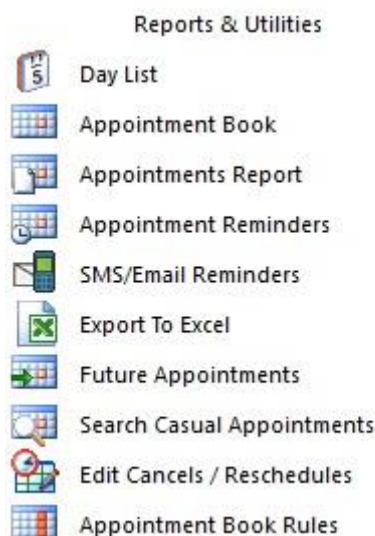 Reports & Utilities
5
Day List
Appointment Book
Appointments Report
Appointment Reminders
SMS/Email Reminders
Export To Excel
Future Appointments
Search Casual Appointments
Edit Cancels / Reschedules
Appointment Book Rules